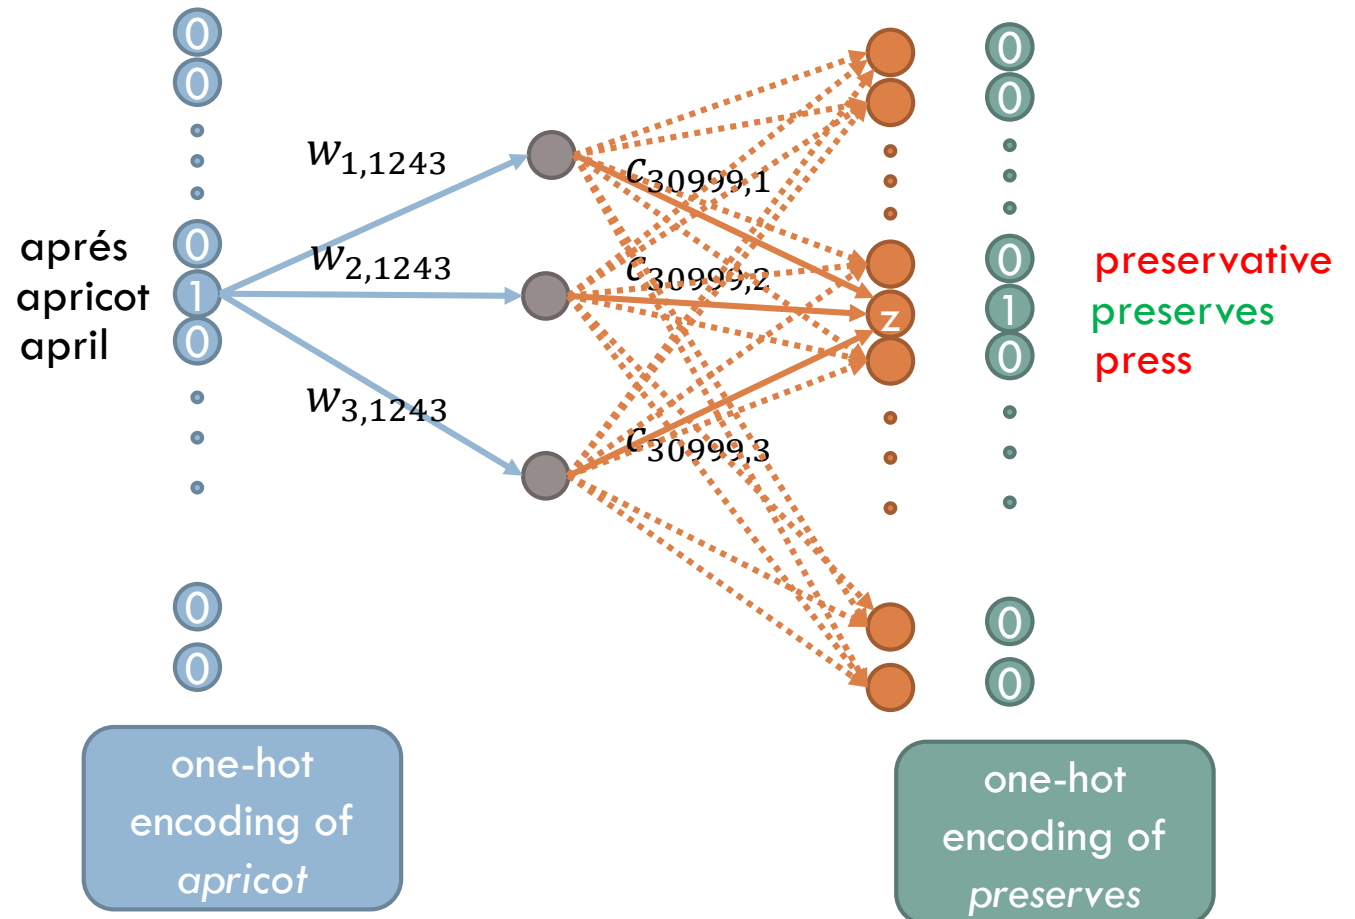 0
0
w1,1243
c30999,1
0
aprés
w2,1243
c30999,2
1
apricot
z
0
april
w3,1243
c30999,3
0
0
0
0
0
preservative
1
preserves
0
press
0
0
one-hot
encoding of
apricot
one-hot
encoding of
preserves